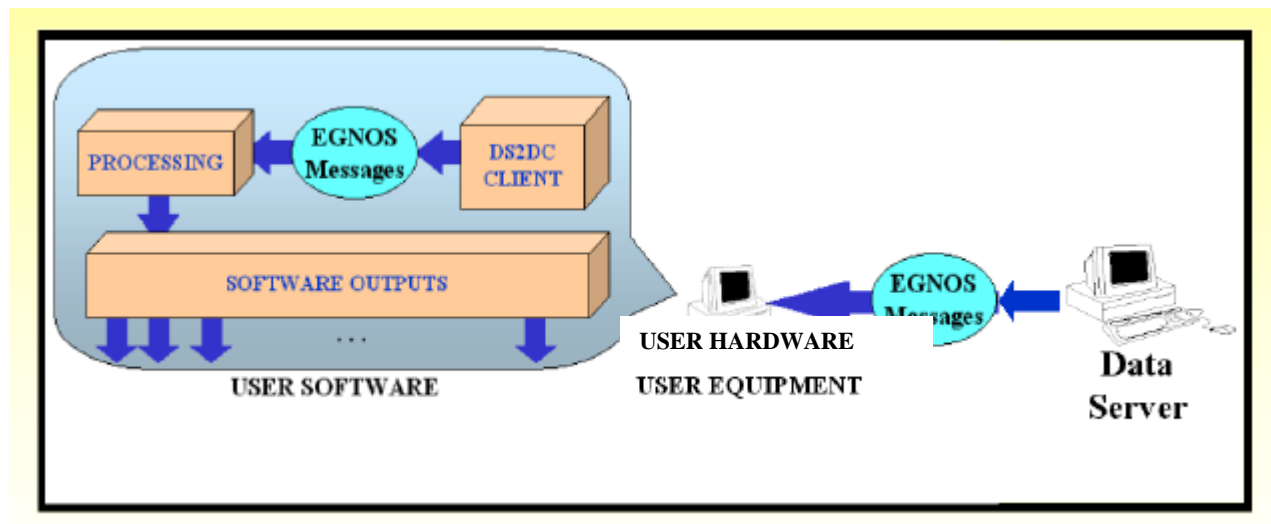 PROCESSING
EGNOS
Messages
DS2DC
CLIENT
SOFTWARE OUTPUTS
...
USER SOFTWARE
USER HARDWARE
USER EQUIPMENT
EGNOS
Messages
Data
Server